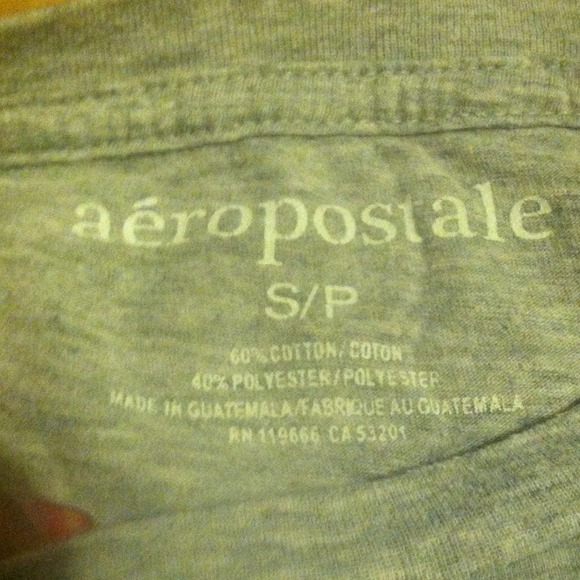 aéropostale
S/P
60% COTTON/COTON
40% POLYESTER/POLYESTER
MADE IN GUATEMALA/FABRIQUE AU GUATEMALA
RN 119666 CA 53201